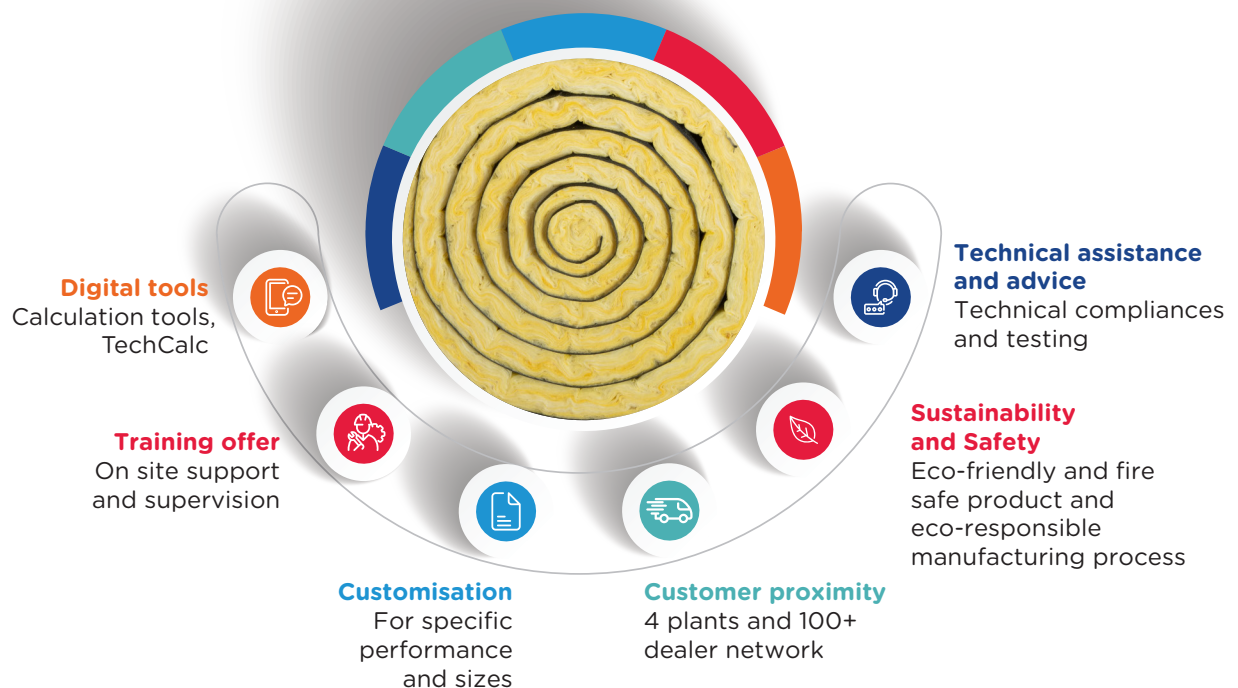 Digital tools
Calculation tools,
TechCalc
Training offer
On site support
and supervision
Customisation
For specific
performance
and sizes
Customer proximity
4 plants and 100+
dealer network
Sustainability
and Safety
Eco-friendly and fire
safe product and
eco-responsible
manufacturing process
Technical assistance
and advice
Technical compliances
and testing